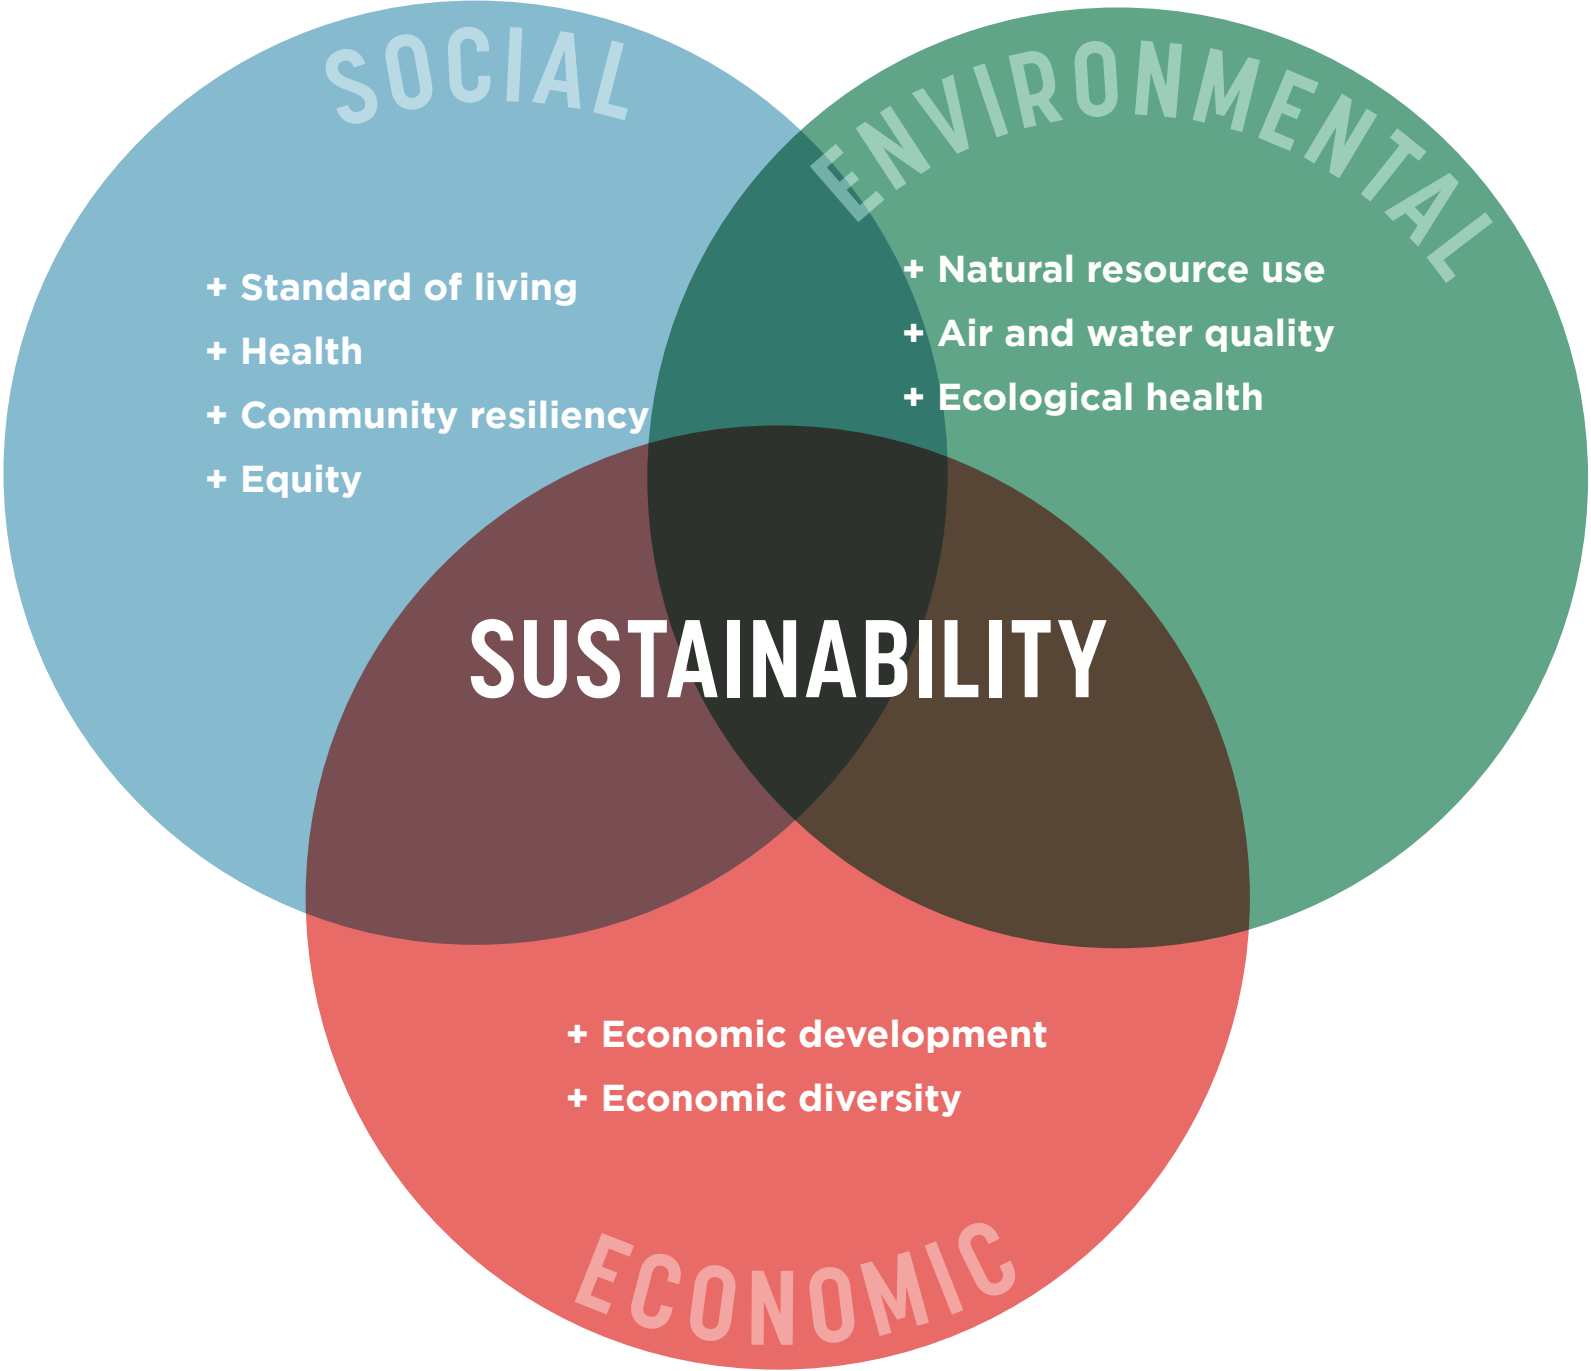 SOCIAL
+ Standard of living
+ Health
+ Community resiliency
+ Equity
ENVIRONMENTAL
+ Natural resource use
+ Air and water quality
+ Ecological health
SUSTAINABILITY
+ Economic development
+ Economic diversity
ECONOMIC